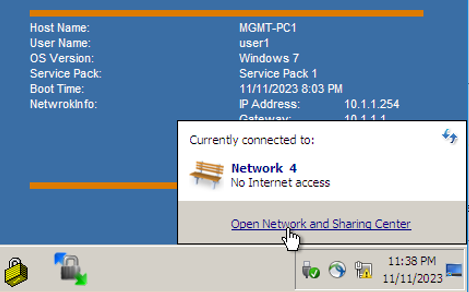 Host Name: MGMT-PC1
User Name: user1
OS Version: Windows 7
Service Pack: Service Pack 1
Boot Time: 11/11/2023 8:03 PM
NetwrokInfo: IP Address: 10.1.1.254
Gateway: 10.1.1.1
Currently connected to:
Network 4
No Internet access
Open Network and Sharing Center
11:38 PM
11/11/2023